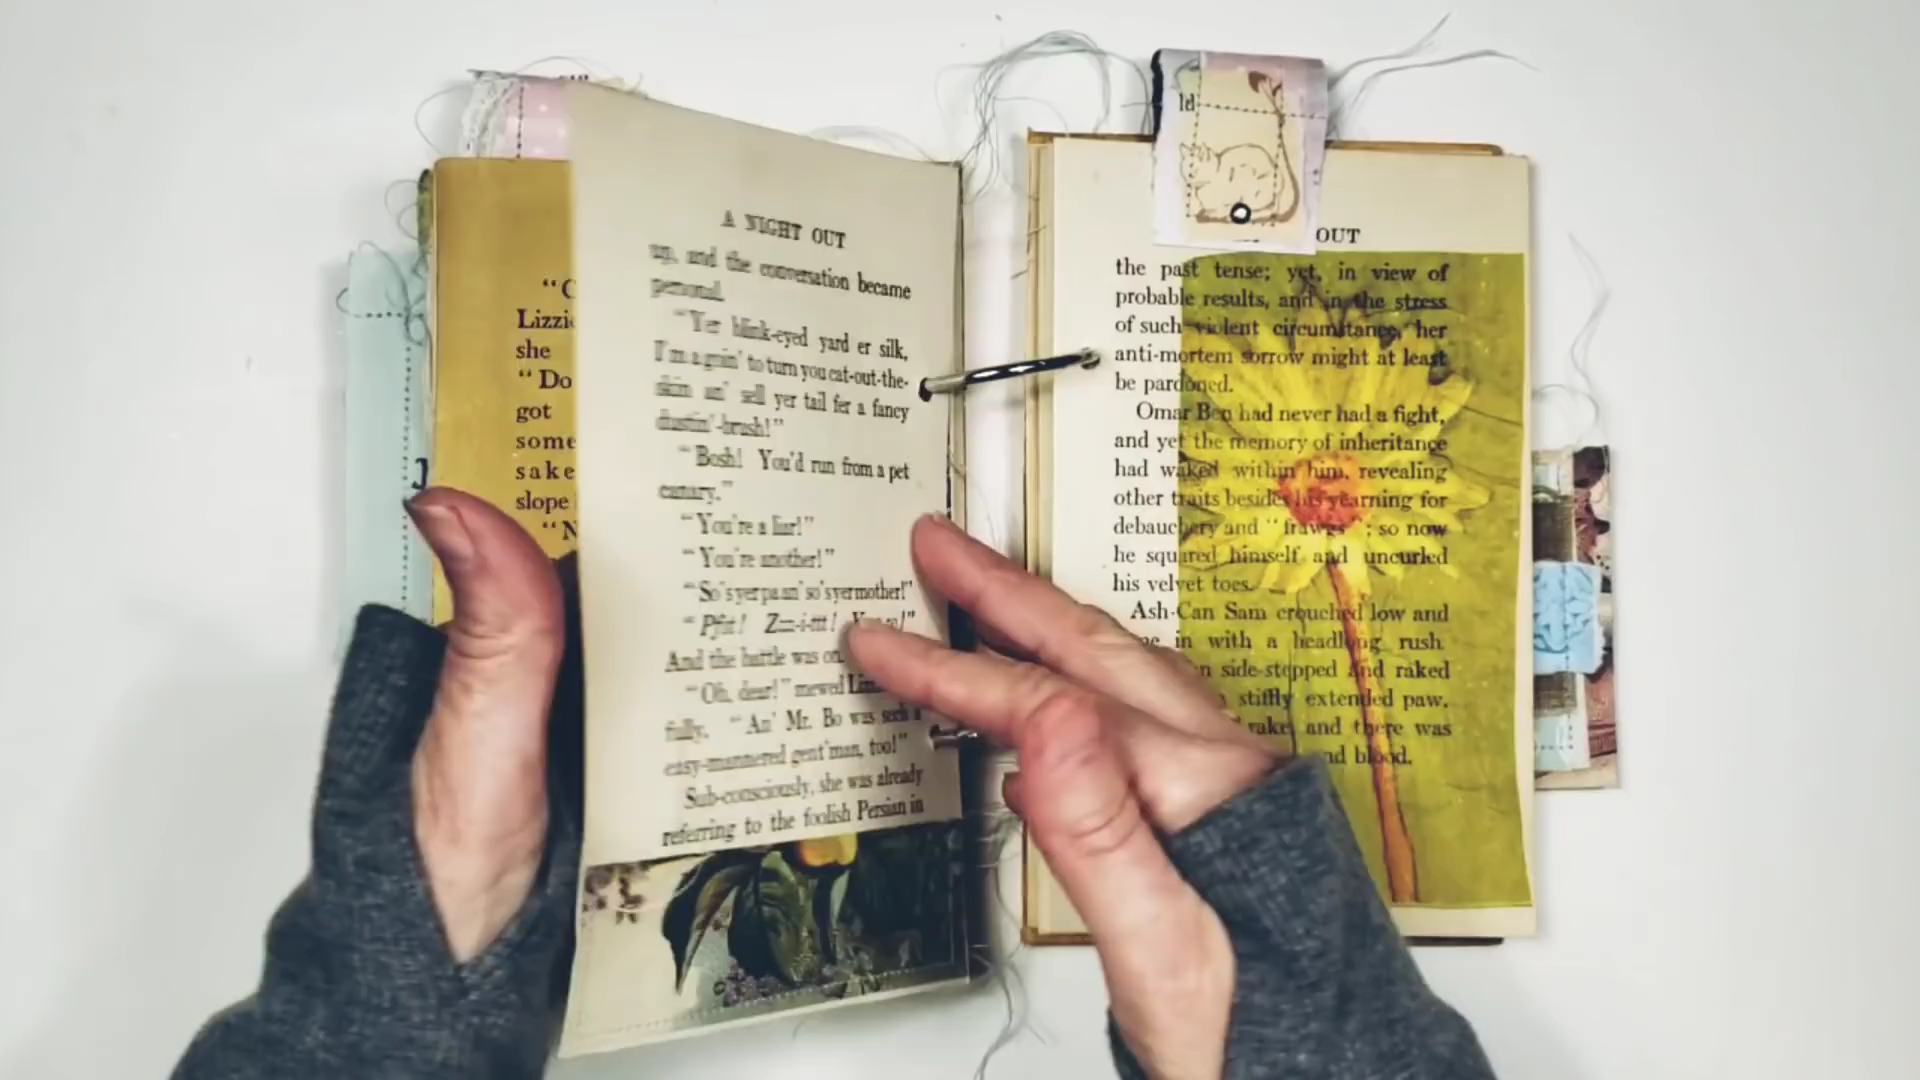 "C
Lizzie
she
"Do
got
some
sake
slope
"N
A NIGHT OUT
up, and the conversation became
personal.
"Yer blink-eyed yard er silk,
I'm a-goin' to turn you cat-out-the-
skin an' sell yer tail fer a fancy
dustin'-brush!"
"Bosh! You'd run from a pet
canary."
"You're a liar!"
"You're another!"
"So's yer pa an' so's yer mother!"
"Pfst! Zzz-i-ttt!
And the battle was on
"Oh, dear!" mewed
fully. "An' Mr. Bo was such a
easy-mannered gent'man, too!"
Sub-consciously, she was already
referring to the foolish Persian in
ld
OUT
the past tense; yet, in view of
probable results, and in the stress
of such violent circumstance, her
anti-mortem sorrow might at least
be pardoned.
Omar Ben had never had a fight,
and yet the memory of inheritance
had waked within him, revealing
other traits besides his yearning for
debauchery and "frawgs"; so now
he squared himself and uncurled
his velvet toes.
Ash-Can Sam crouched low and
in with a headlong rush.
side-stepped and raked
stiffly extended paw.
rake, and there was
nd blood.